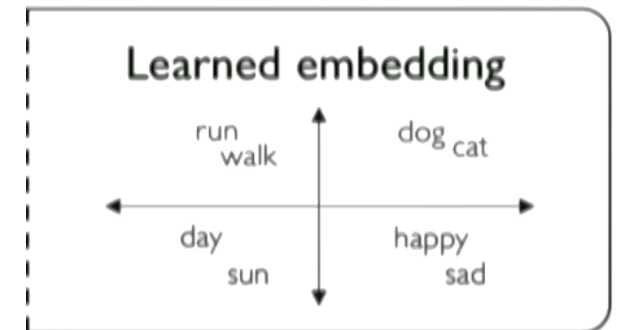 Learned embedding
run
walk
dog
cat
day
sun
happy
sad